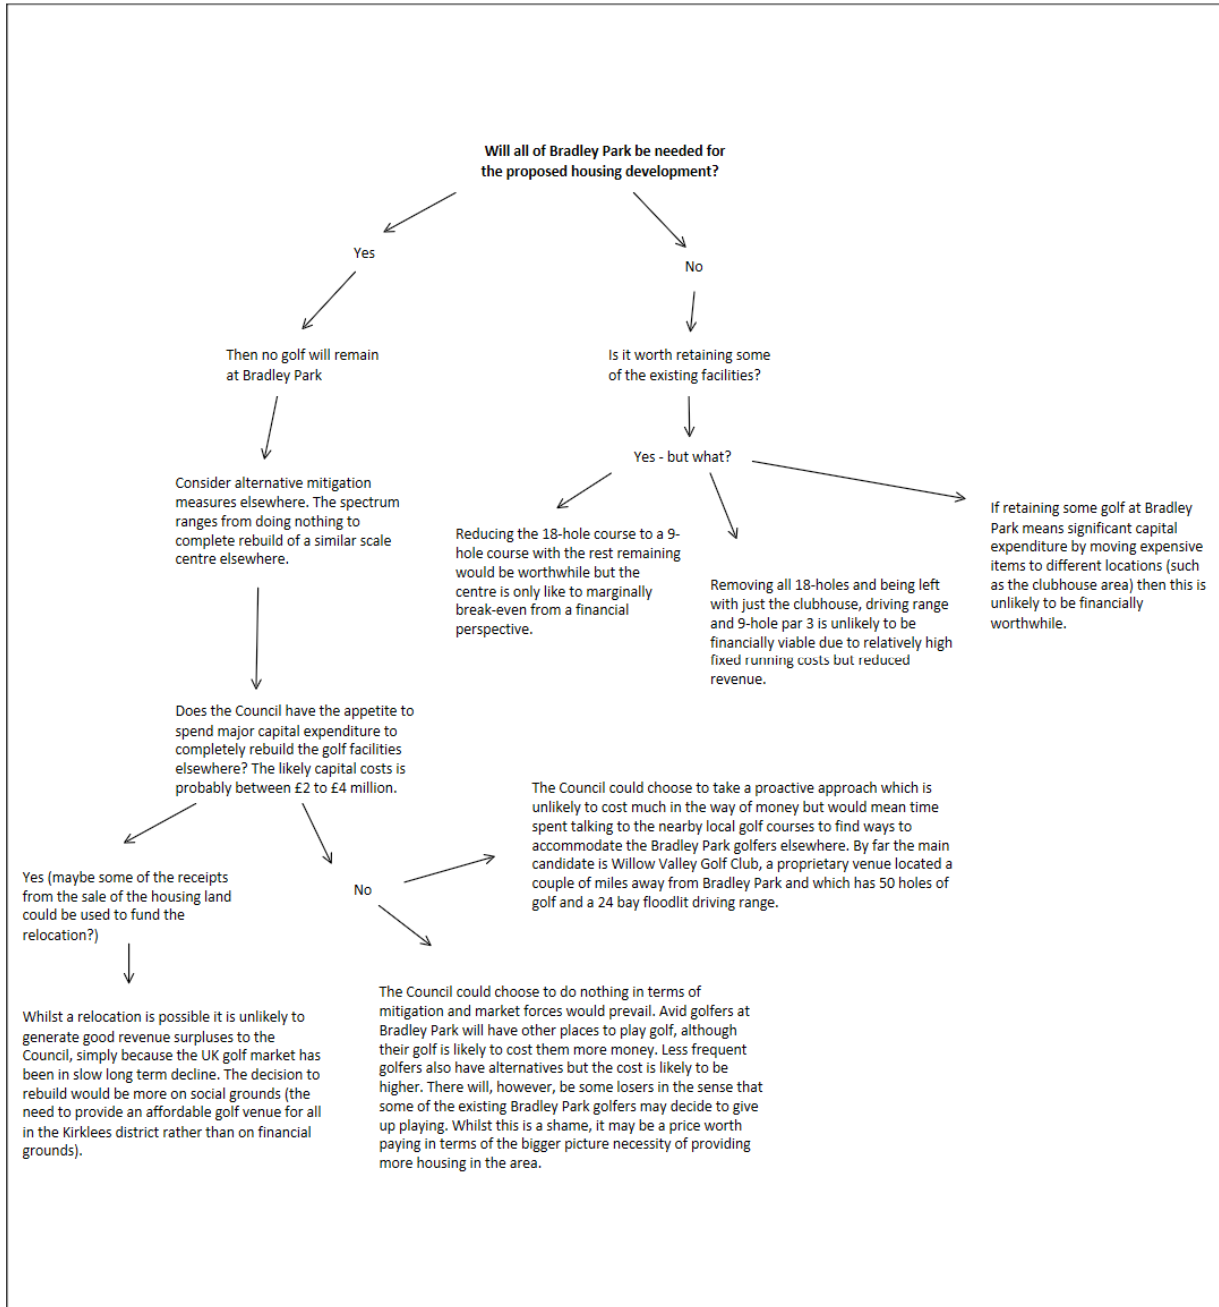 Will all of Bradley Park be needed for
the proposed housing development?
Yes
No
Then no golf will remain
at Bradley Park
Is it worth retaining some
of the existing facilities?
Yes - but what?
Consider alternative mitigation
measures elsewhere. The spectrum
ranges from doing nothing to
complete rebuild of a similar scale
centre elsewhere.
Reducing the 18-hole course to a 9-
hole course with the rest remaining
would be worthwhile but the
centre is only like to marginally
break-even from a financial
perspective.
Removing all 18-holes and being left
with just the clubhouse, driving range
and 9-hole par 3 is unlikely to be
financially viable due to relatively high
fixed running costs but reduced
revenue.
If retaining some golf at Bradley
Park means significant capital
expenditure by moving expensive
items to different locations (such
as the clubhouse area) then this is
unlikely to be financially
worthwhile.
Does the Council have the appetite to
spend major capital expenditure to
completely rebuild the golf facilities
elsewhere? The likely capital costs is
probably between £2 to £4 million.
Yes (maybe some of the receipts
from the sale of the housing land
could be used to fund the
relocation?)
No
The Council could choose to take a proactive approach which is
unlikely to cost much in the way of money but would mean time
spent talking to the nearby local golf courses to find ways to
accommodate the Bradley Park golfers elsewhere. By far the main
candidate is Willow Valley Golf Club, a proprietary venue located a
couple of miles away from Bradley Park and which has 50 holes of
golf and a 24 bay floodlit driving range.
Whilst a relocation is possible it is unlikely to
generate good revenue surpluses to the
Council, simply because the UK golf market has
been in slow long term decline. The decision to
rebuild would be more on social grounds (the
need to provide an affordable golf venue for all
in the Kirklees district rather than on financial
grounds).
The Council could choose to do nothing in terms of
mitigation and market forces would prevail. Avid golfers at
Bradley Park will have other places to play golf, although
their golf is likely to cost them more money. Less frequent
golfers also have alternatives but the cost is likely to be
higher. There will, however, be some losers in the sense that
some of the existing Bradley Park golfers may decide to give
up playing. Whilst this is a shame, it may be a price worth
paying in terms of the bigger picture necessity of providing
more housing in the area.